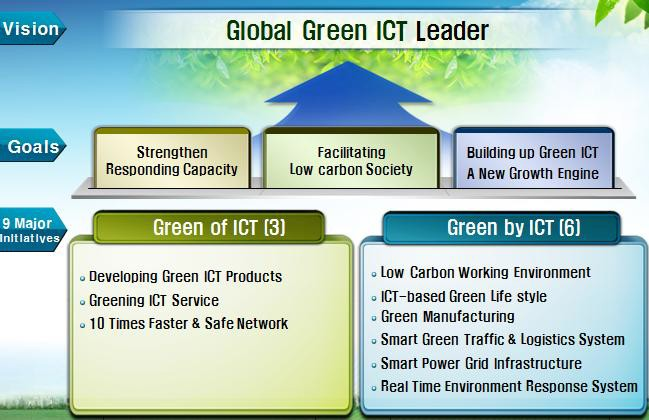 Vision
Global Green ICT Leader
Goals
Strengthen
Responding Capacity
Facilitating
Low carbon Society
Building up Green ICT
A New Growth Engine
9 Major
Initiatives
Green of ICT (3)
Developing Green ICT Products
Greening ICT Service
10 Times Faster & Safe Network
Green by ICT (6)
Low Carbon Working Environment
ICT-based Green Life style
Green Manufacturing
Smart Green Traffic & Logistics System
Smart Power Grid Infrastructure
Real Time Environment Response System